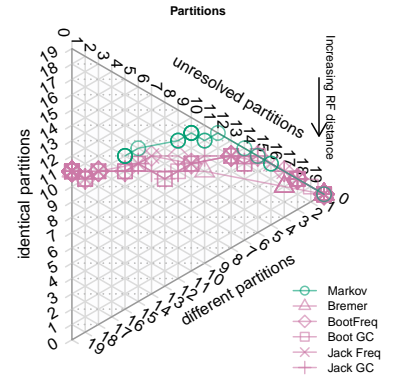 Partitions
0 1 2 3 4 5 6 7 8 9 10 11 12 13 14 15 16 17 18 19
unresolved partitions
Increasing RF distance
19
18
17
16
15
14
13
12
11
10
9
8
7
6
5
4
3
2
1
0
identical partitions
0 1 2 3 4 5 6 7 8 9 10 11 12 13 14 15 16 17 18 19
different partitions
Markov
Bremer
BootFreq
Boot GC
Jack Freq
Jack GC